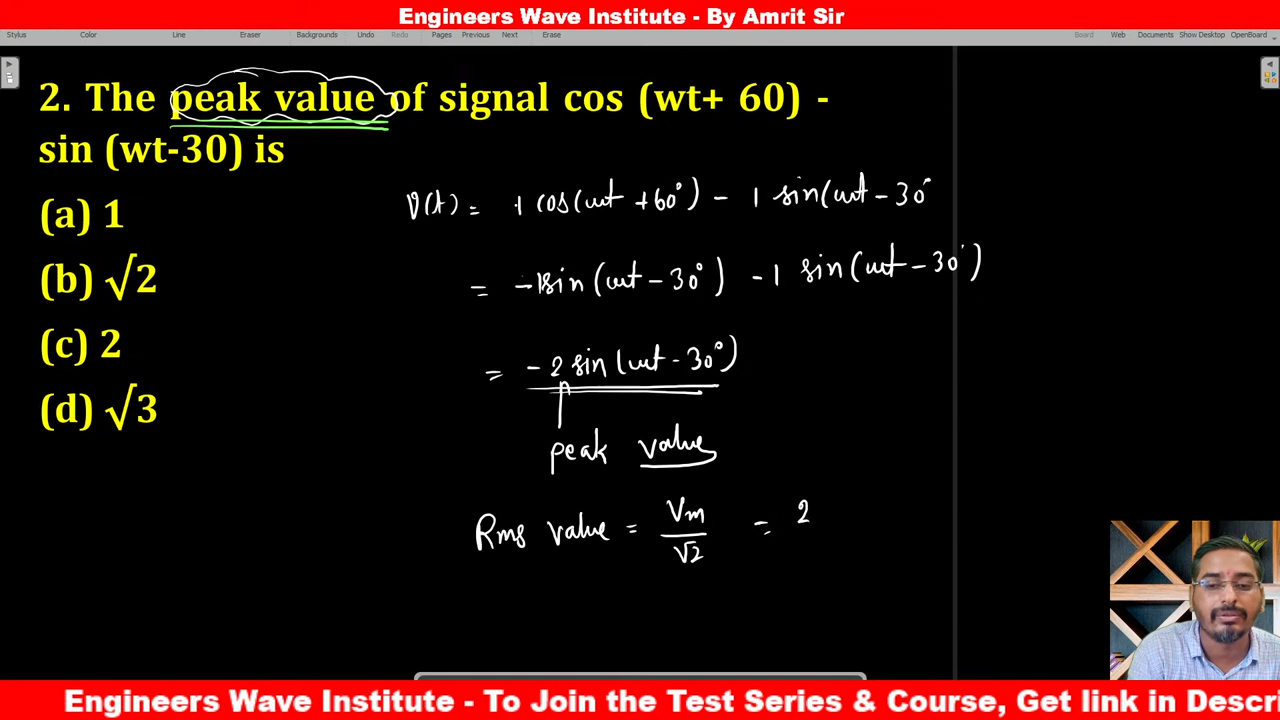 Engineers Wave Institute - By Amrit Sir
Stylus Color Line Eraser Backgrounds Undo Redo Pages Previous Next Erase Board Web Documents Show Desktop OpenBoard
2. The peak value of signal cos (wt+ 60) -
sin (wt-30) is
(a) 1
(b) √2
(c) 2
(d) √3
V(t) = 1 cos(ωt + 60°) - 1 sin(ωt - 30°
= -1sin(ωt - 30°) - 1 sin(ωt - 30°)
= -2 sin(ωt - 30°)
peak value
Rms value = Vm/√2 = 2
Engineers Wave Institute - To Join the Test Series & Course, Get link in Descri